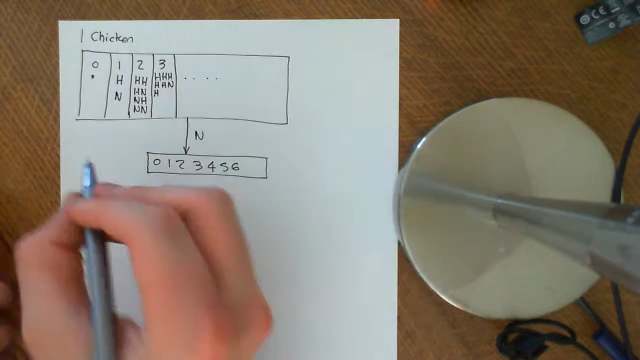 1 Chicken
0 1 2 3
• H HH HHH
N HN HHN
NH H
NN
. . . .
N
0 1 2 3 4 5 6
CE